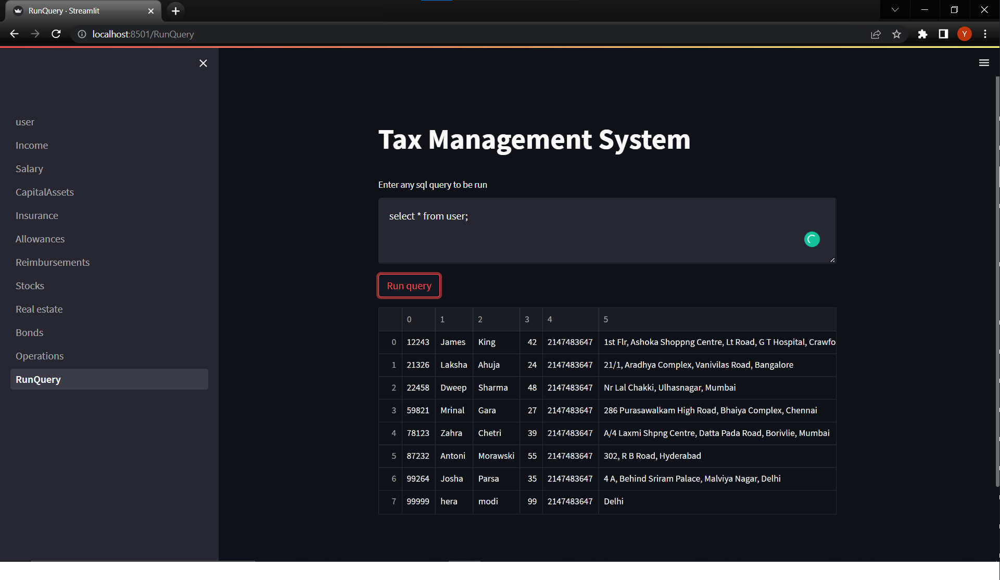 RunQuery · Streamlit
localhost:8501/RunQuery
Y
user
Income
Salary
CapitalAssets
Insurance
Allowances
Reimbursements
Stocks
Real estate
Bonds
Operations
RunQuery
Tax Management System
Enter any sql query to be run
select * from user;
Run query
0 1 2 3 4 5
0 12243 James King 42 2147483647 1st Flr, Ashoka Shoppng Centre, Lt Road, G T Hospital, Crawfo
1 21326 Laksha Ahuja 24 2147483647 21/1, Aradhya Complex, Vanivilas Road, Bangalore
2 22458 Dweep Sharma 48 2147483647 Nr Lal Chakki, Ulhasnagar, Mumbai
3 59821 Mrinal Gara 27 2147483647 286 Purasawalkam High Road, Bhaiya Complex, Chennai
4 78123 Zahra Chetri 39 2147483647 A/4 Laxmi Shpng Centre, Datta Pada Road, Borivlie, Mumbai
5 87232 Antoni Morawski 55 2147483647 302, R B Road, Hyderabad
6 99264 Josha Parsa 35 2147483647 4 A, Behind Sriram Palace, Malviya Nagar, Delhi
7 99999 hera modi 99 2147483647 Delhi